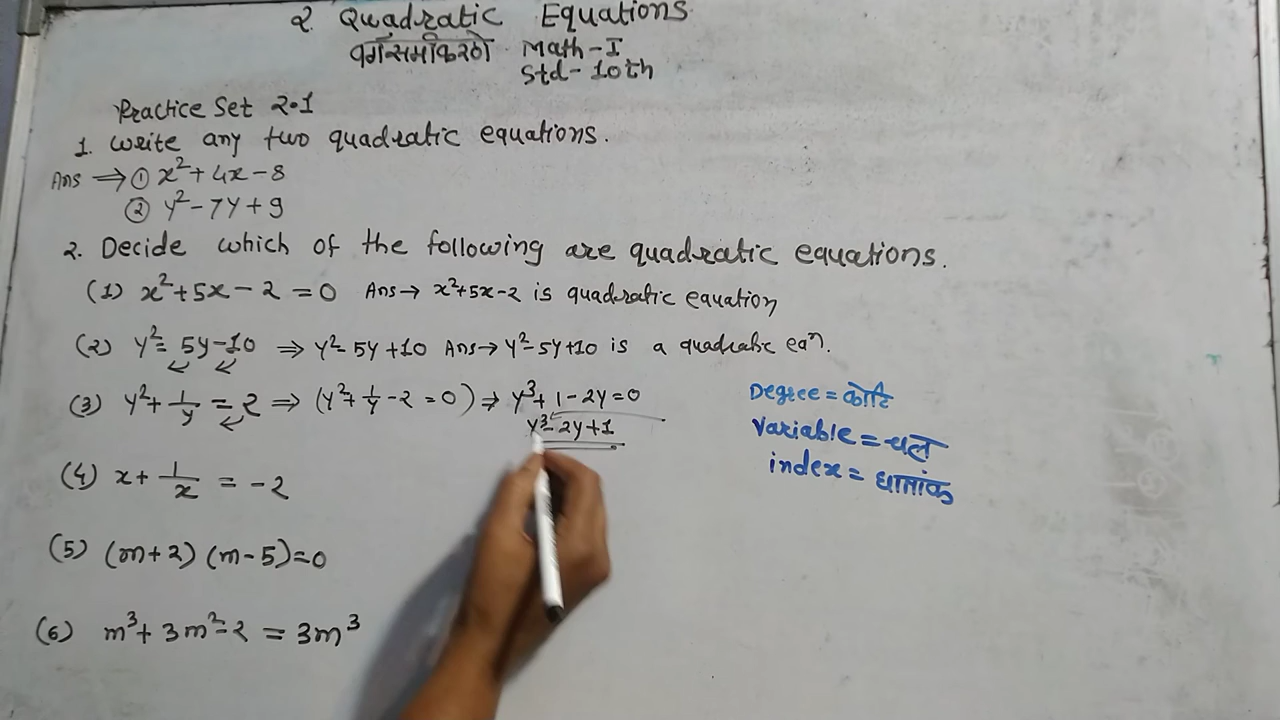 2. Quadratic Equations
वर्गसमीकरणे Math-I
Std-10th
Practice Set 2.1
1. Write any two quadratic equations.
Ans ⇒ ① x²+4x-8
② y²-7y+9
2. Decide which of the following are quadratic equations.
(1) x²+5x-2=0 Ans→ x²+5x-2 is quadratic equation
(2) y²= 5y-10 ⇒ y²-5y+10 Ans→ y²-5y+10 is a quadratic eqn.
(3) y²+1/y=2 ⇒ (y²+1/y-2=0) ⇒ y³+1-2y=0
y³-2y+1
(4) x+1/x=-2
(5) (m+2)(m-5)=0
(6) m³+3m²-2=3m³
Degree=कोटि
Variable=चल
index=घातांक